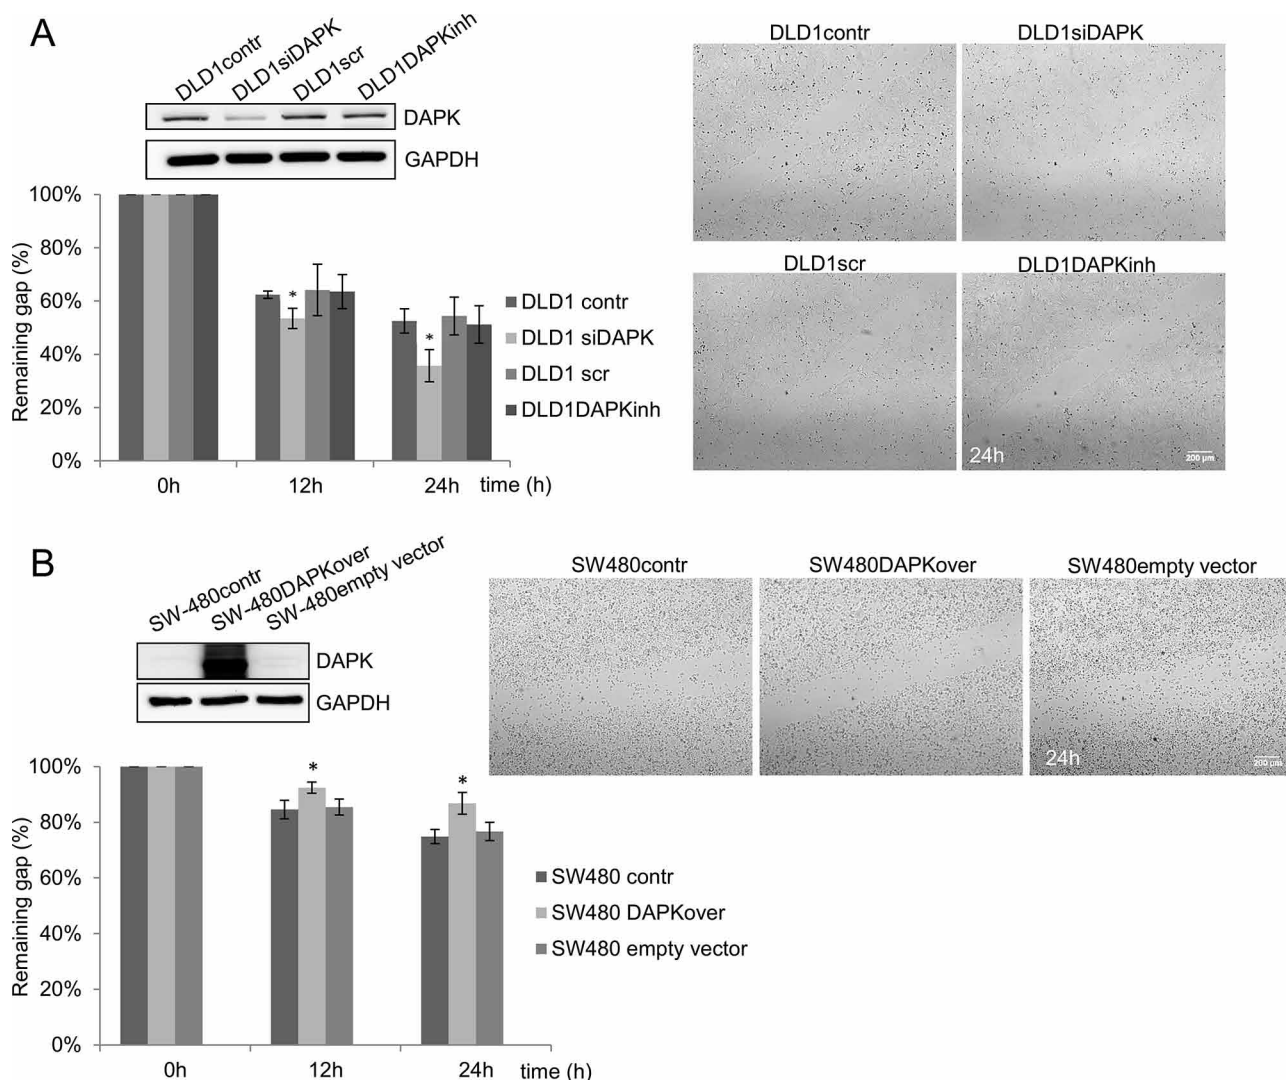 A
DLD1contr
DLD1siDAPK
DLD1scr
DLD1DAPKinh
DAPK
GAPDH
100%
80%
60%
40%
20%
0%
Remaining gap (%)
*
*
0h
12h
24h
time (h)
DLD1 contr
DLD1 siDAPK
DLD1 scr
DLD1DAPKinh
DLD1contr
DLD1siDAPK
DLD1scr
DLD1DAPKinh
24h
200 µm
B
SW-480contr
SW-480DAPKover
SW-480empty vector
DAPK
GAPDH
100%
80%
60%
40%
20%
0%
Remaining gap (%)
*
*
0h
12h
24h
time (h)
SW480 contr
SW480 DAPKover
SW480 empty vector
SW480contr
SW480DAPKover
SW480empty vector
24h
200 µm